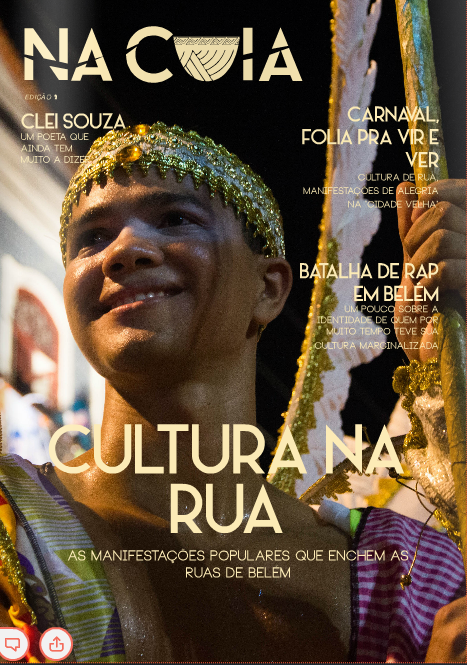 NA CUIA
EDIÇÃO 9
CLEI SOUZA
UM POETA QUE
AINDA TEM
MUITO A DIZER
CARNAVAL,
FOLIA PRA VIR E
VER
CULTURA DE RUA,
MANIFESTAÇÕES DE ALEGRIA
NA "CIDADE VELHA"
BATALHA DE RAP
EM BELÉM
UM POUCO SOBRE A
IDENTIDADE DE QUEM POR
MUITO TEMPO TEVE SUA
CULTURA MARGINALIZADA
CULTURA NA
RUA
AS MANIFESTAÇÕES POPULARES QUE ENCHEM AS
RUAS DE BELÉM